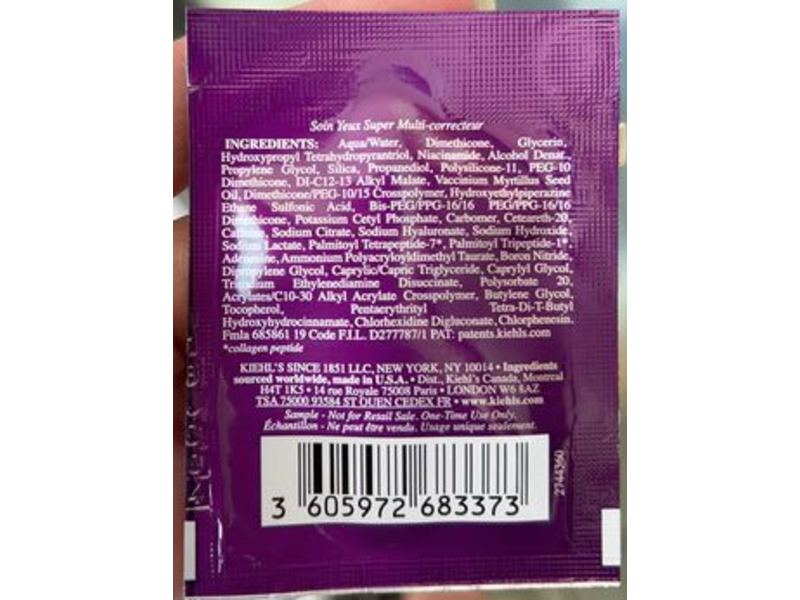 Soin Yeux Super Multi-correcteur
INGREDIENTS: Aqua/Water, Dimethicone, Glycerin,
Hydroxypropyl Tetrahydropyrantriol, Niacinamide, Alcohol Denat.,
Propylene Glycol, Silica, Propanediol, Polysilicone-11, PEG-10
Dimethicone, DI-C12-13 Alkyl Malate, Vaccinium Myrtillus Seed
Oil, Dimethicone/PEG-10/15 Crosspolymer, Hydroxyethylpiperazine
Ethane Sulfonic Acid, Bis-PEG/PPG-16/16 PEG/PPG-16/16
Dimethicone, Potassium Cetyl Phosphate, Carbomer, Ceteareth-20,
Caffeine, Sodium Citrate, Sodium Hyaluronate, Sodium Hydroxide,
Sodium Lactate, Palmitoyl Tetrapeptide-7*, Palmitoyl Tripeptide-1*,
Adenosine, Ammonium Polyacryloyldimethyl Taurate, Boron Nitride,
Dipropylene Glycol, Caprylic/Capric Triglyceride, Caprylyl Glycol,
Trisodium Ethylenediamine Disuccinate, Polysorbate 20,
Acrylates/C10-30 Alkyl Acrylate Crosspolymer, Butylene Glycol,
Tocopherol, Pentaerythrityl Tetra-Di-T-Butyl
Hydroxyhydrocinnamate, Chlorhexidine Digluconate, Chlorphenesin.
Fmla 685861 19 Code F.I.L. D277787/1 PAT: patents.kiehls.com
*collagen peptide
KIEHL'S SINCE 1851 LLC, NEW YORK, NY 10014 • Ingredients
sourced worldwide, made in U.S.A. • Dist., Kiehl's Canada, Montreal
H4T 1K5 • 14 rue Royale 75008 Paris • LONDON W6 8AZ
TSA 75000 93584 ST OUEN CEDEX FR • www.kiehls.com
Sample - Not for Retail Sale. One-Time Use Only.
Échantillon - Ne peut être vendu. Usage unique seulement.
2744360
3 605972 683373